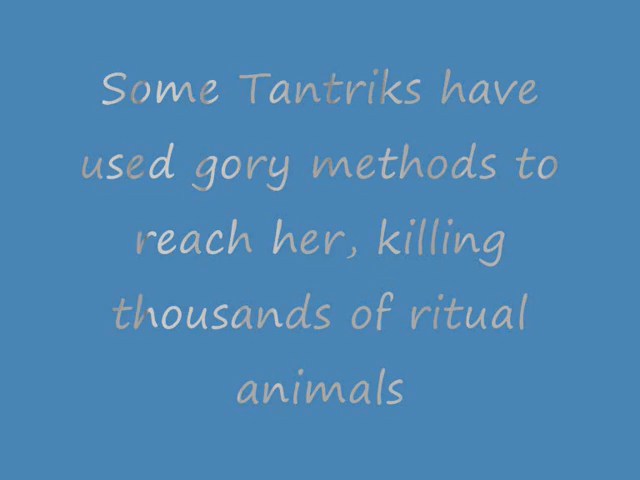 Some Tantriks have
used gory methods to
reach her, killing
thousands of ritual
animals